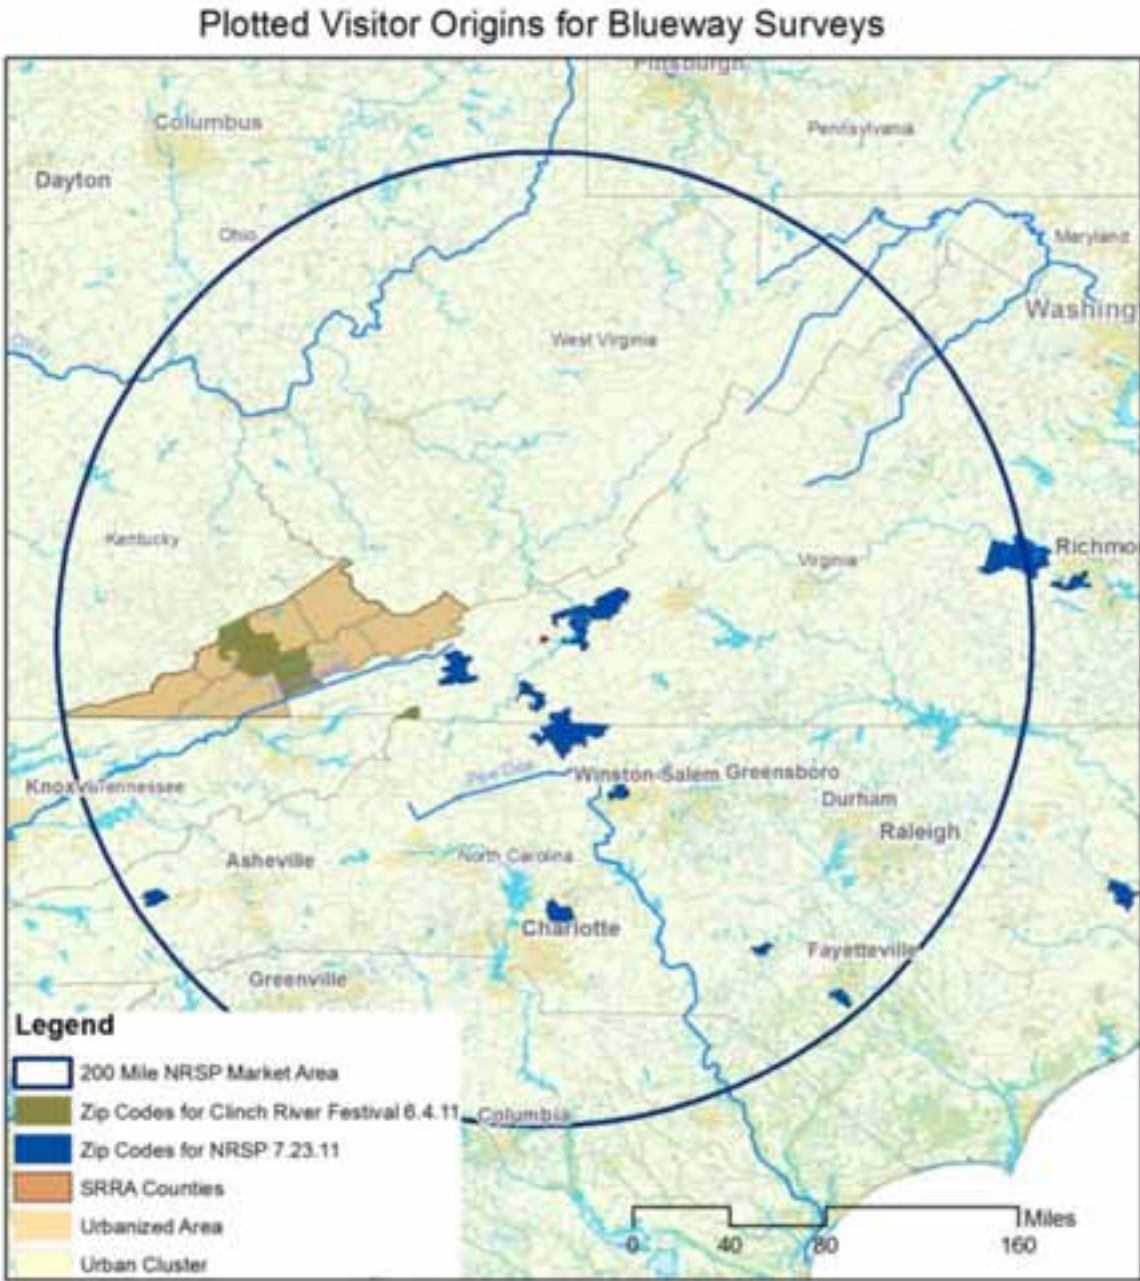 Plotted Visitor Origins for Blueway Surveys
Pittsburgh
Columbus
Pennsylvania
Dayton
Ohio
Maryland
Washing
West Virginia
Kentucky
Virginia
Richmo
Pee Dee
Knoxvi
Tennessee
Winston-Salem
Greensboro
Durham
Raleigh
Asheville
North Carolina
Charlotte
Fayetteville
Greenville
Columbia
Legend
200 Mile NRSP Market Area
Zip Codes for Clinch River Festival 6.4.11
Zip Codes for NRSP 7.23.11
SRRA Counties
Urbanized Area
Urban Cluster
Miles
0 40 80 160